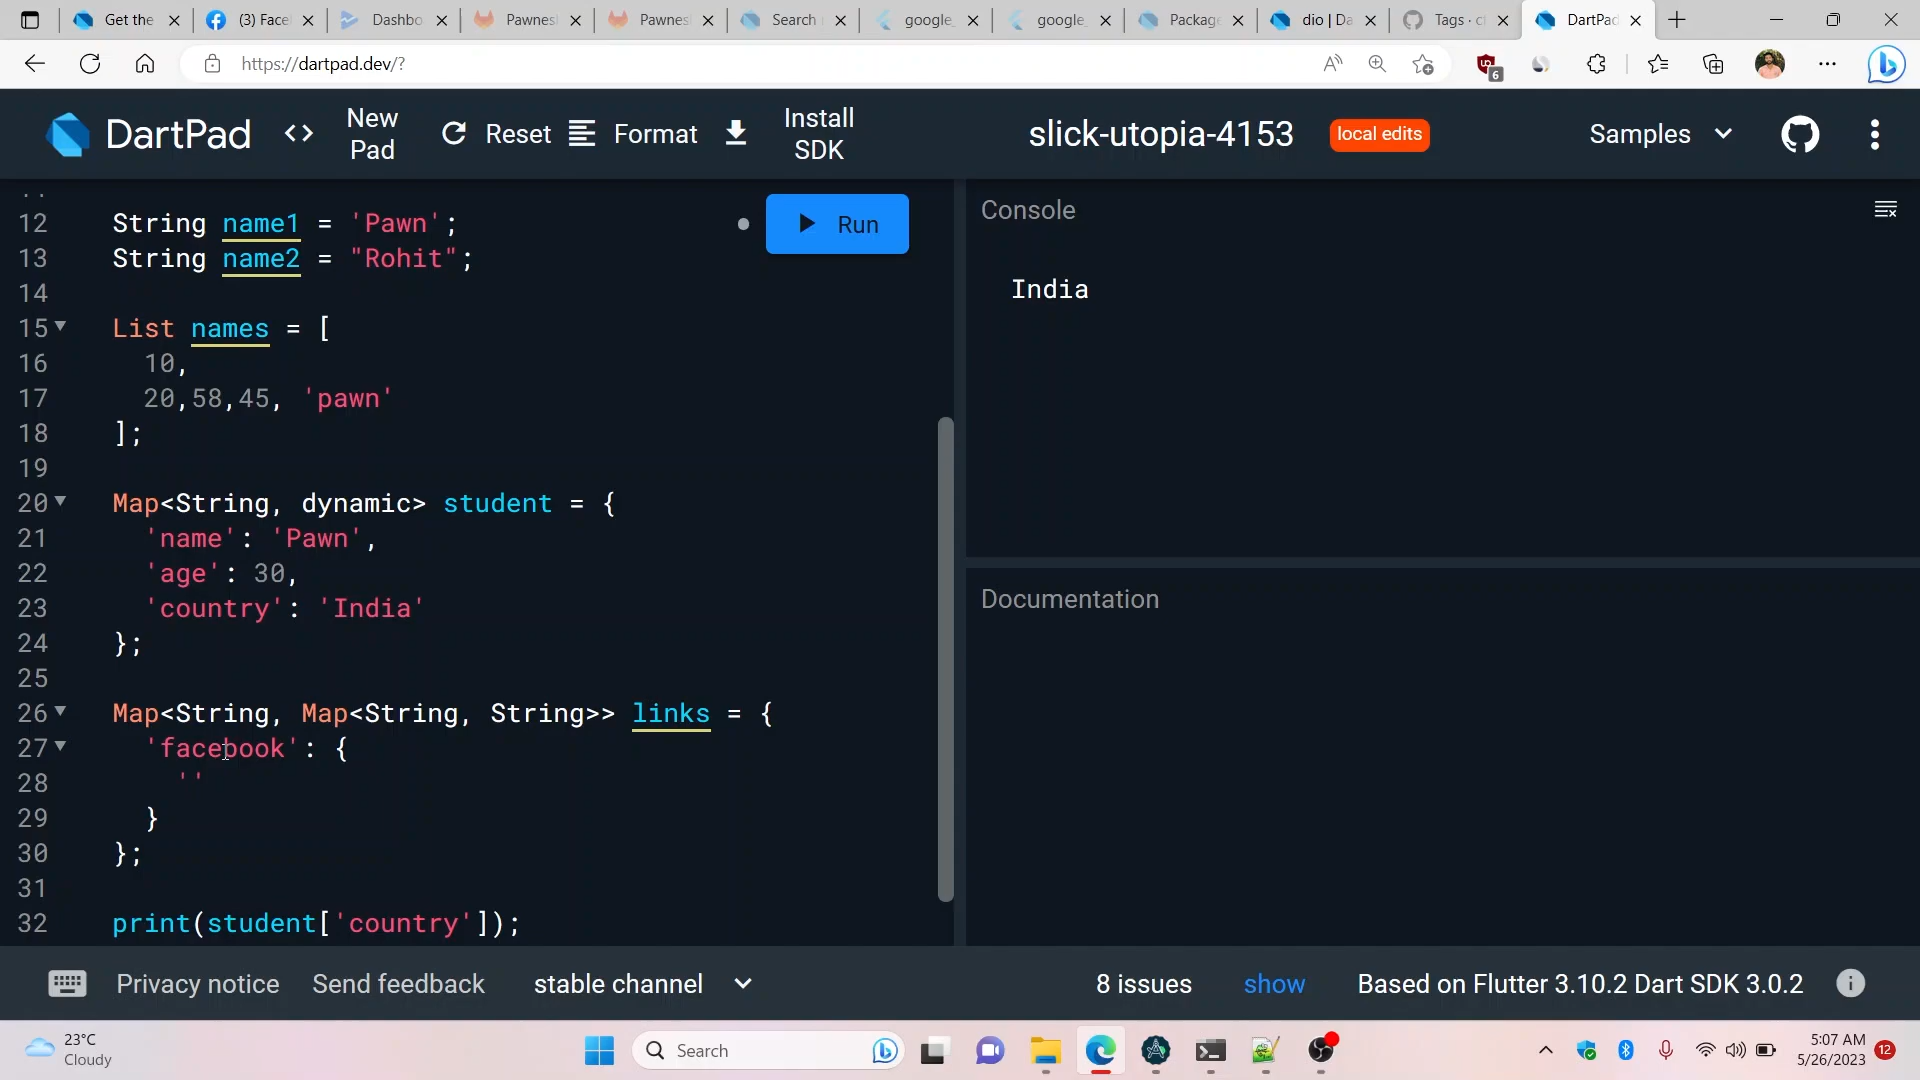 Get the
(3) Face
Dashbo
Pawnes
Pawnes
Search
google_
google_
Package
dio | Da
Tags · c
DartPad
https://dartpad.dev/?
6
DartPad
<> New Pad
Reset
Format
Install SDK
slick-utopia-4153
local edits
Samples
12 String name1 = 'Pawn';
13 String name2 = "Rohit";
14
15 List names = [
16 10,
17 20,58,45, 'pawn'
18 ];
19
20 Map<String, dynamic> student = {
21 'name': 'Pawn',
22 'age': 30,
23 'country': 'India'
24 };
25
26 Map<String, Map<String, String>> links = {
27 'facebook': {
28 ''
29 }
30 };
31
32 print(student['country']);
Run
Console
India
Documentation
Privacy notice
Send feedback
stable channel
8 issues
show
Based on Flutter 3.10.2 Dart SDK 3.0.2
23°C
Cloudy
Search
5:07 AM
5/26/2023
12